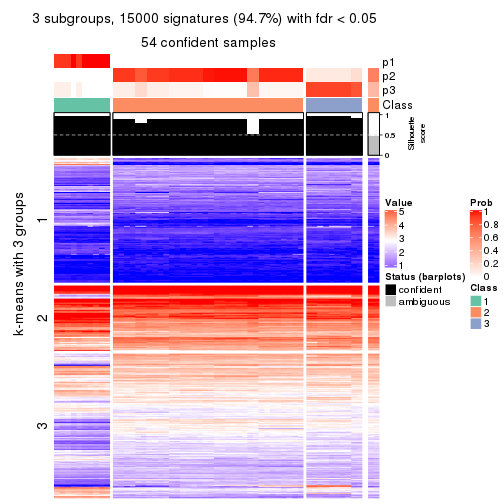 3 subgroups, 15000 signatures (94.7%) with fdr < 0.05
54 confident samples
p1
p2
p3
Class
1
0.5
0
Silhouette
score
k-means with 3 groups
1
2
3
Value
5
4
3
2
1
Status (barplots)
confident
ambiguous
Prob
1
0.8
0.6
0.4
0.2
0
Class
1
2
3